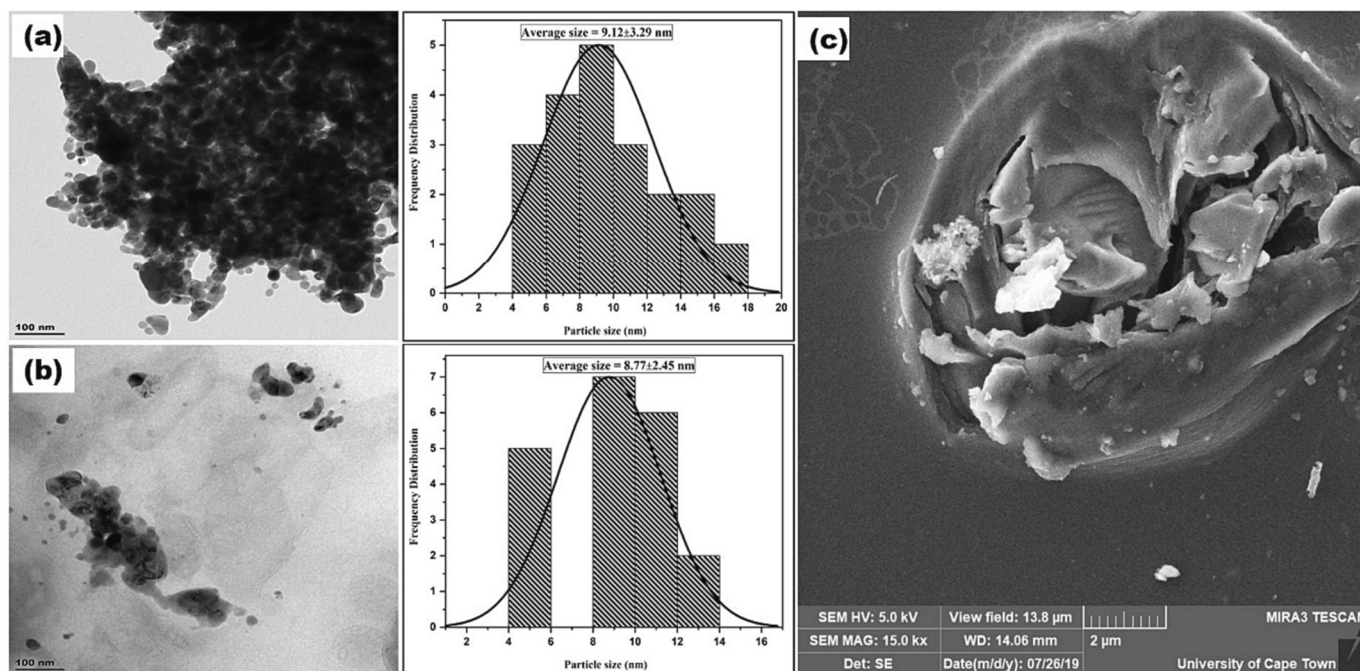 (a)
100 nm
Average size = 9.12±3.29 nm
Frequency Distribution
5
4
3
2
1
0
0 2 4 6 8 10 12 14 16 18 20
Particle size (nm)
(b)
100 nm
Average size = 8.77±2.45 nm
Frequency Distribution
7
6
5
4
3
2
1
0
2 4 6 8 10 12 14 16
Particle size (nm)
(c)
SEM HV: 5.0 kV View field: 13.8 µm MIRA3 TESCAN
SEM MAG: 15.0 kx WD: 14.06 mm 2 µm
Det: SE Date(m/d/y): 07/26/19 University of Cape Town